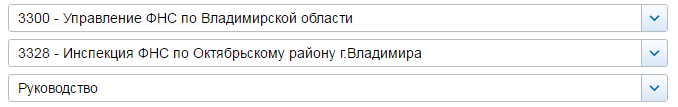 3300 - Управление ФНС по Владимирской области
3328 - Инспекция ФНС по Октябрьскому району г.Владимира
Руководство